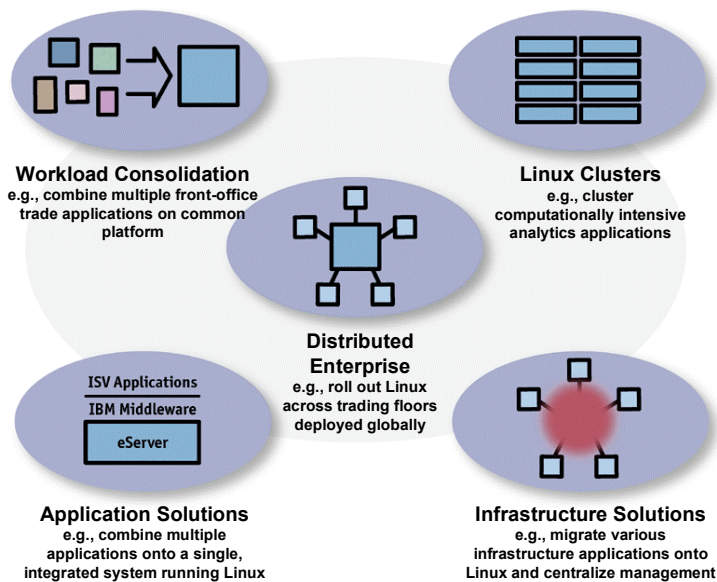 Workload Consolidation
e.g., combine multiple front-office
trade applications on common
platform
Linux Clusters
e.g., cluster
computationally intensive
analytics applications
Distributed
Enterprise
e.g., roll out Linux
across trading floors
deployed globally
ISV Applications
IBM Middleware
eServer
Application Solutions
e.g., combine multiple
applications onto a single,
integrated system running Linux
Infrastructure Solutions
e.g., migrate various
infrastructure applications onto
Linux and centralize management